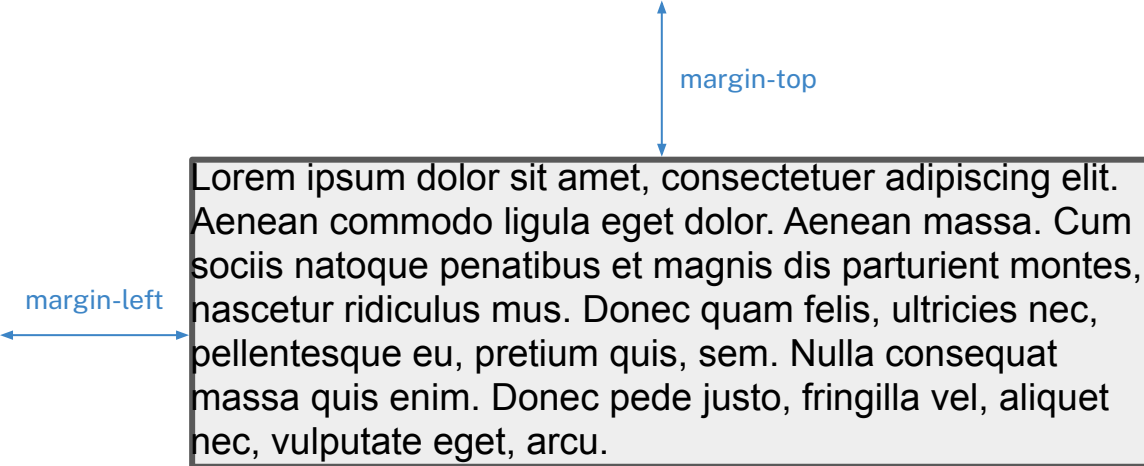 margin-top
Lorem ipsum dolor sit amet, consectetuer adipiscing elit.
Aenean commodo ligula eget dolor. Aenean massa. Cum
sociis natoque penatibus et magnis dis parturient montes,
margin-left
nascetur ridiculus mus. Donec quam felis, ultricies nec,
pellentesque eu, pretium quis, sem. Nulla consequat
massa quis enim. Donec pede justo, fringilla vel, aliquet
nec, vulputate eget, arcu.